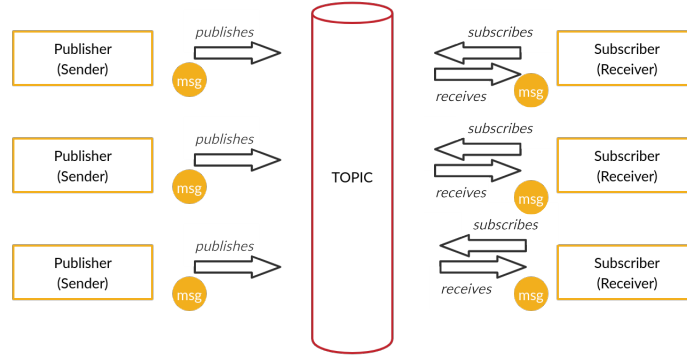 publishes
subscribes
Publisher
(Sender)
msg
msg
Subscriber
(Receiver)
receives
publishes
subscribes
Publisher
(Sender)
msg
TOPIC
msg
Subscriber
(Receiver)
receives
publishes
subscribes
Publisher
(Sender)
msg
msg
Subscriber
(Receiver)
receives